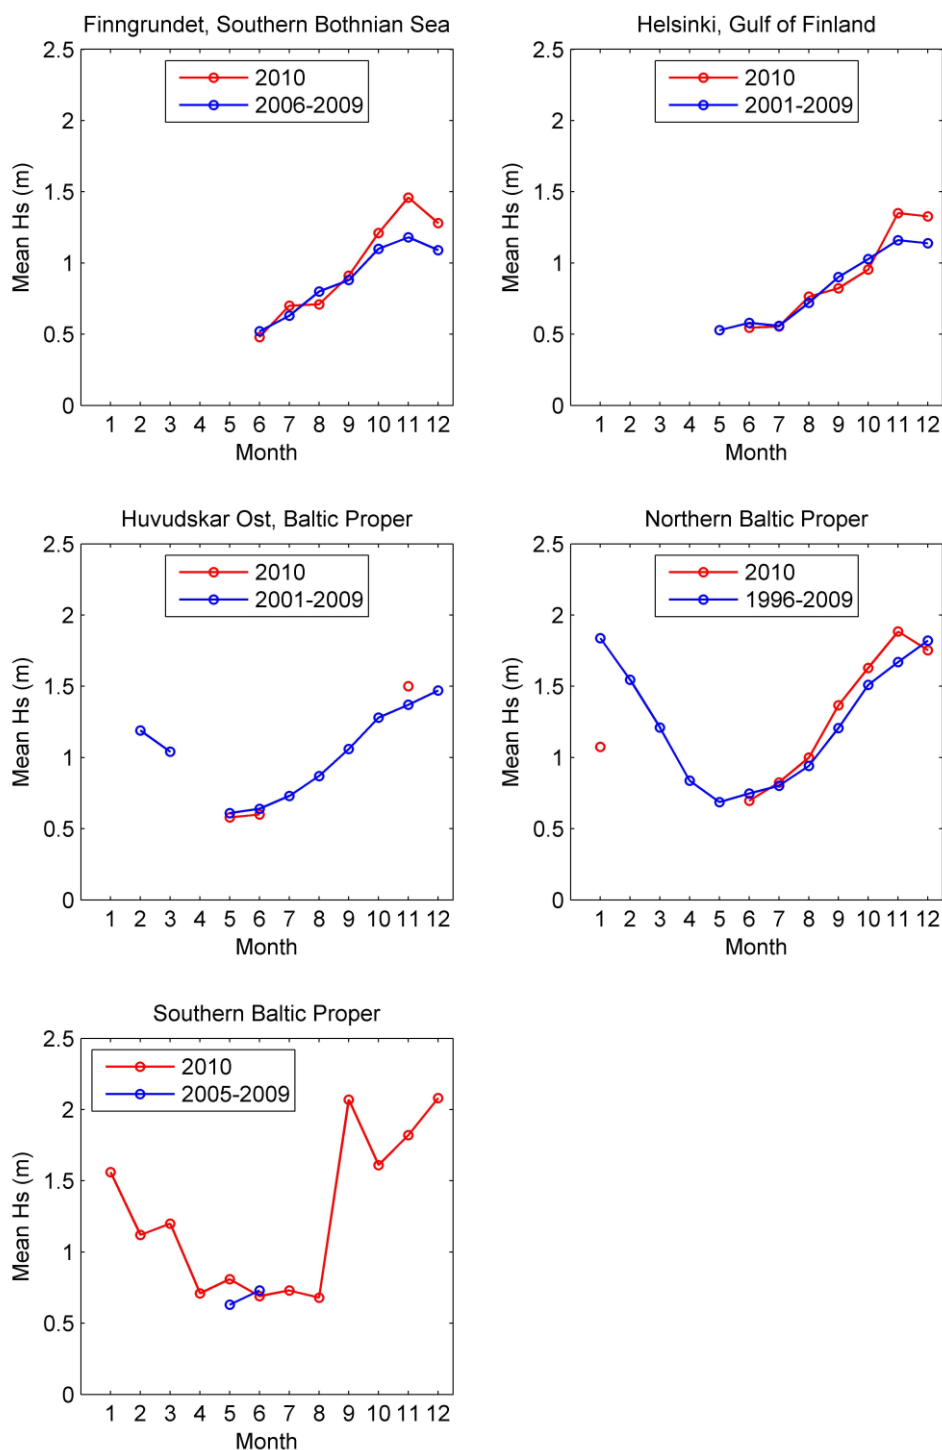 Finngrundet, Southern Bothnian Sea
2010
2006-2009
2.5
2
1.5
1
0.5
0
Mean Hs (m)
1 2 3 4 5 6 7 8 9 10 11 12
Month
Helsinki, Gulf of Finland
2010
2001-2009
2.5
2
1.5
1
0.5
0
Mean Hs (m)
1 2 3 4 5 6 7 8 9 10 11 12
Month
Huvudskar Ost, Baltic Proper
2010
2001-2009
2.5
2
1.5
1
0.5
0
Mean Hs (m)
1 2 3 4 5 6 7 8 9 10 11 12
Month
Northern Baltic Proper
2010
1996-2009
2.5
2
1.5
1
0.5
0
Mean Hs (m)
1 2 3 4 5 6 7 8 9 10 11 12
Month
Southern Baltic Proper
2010
2005-2009
2.5
2
1.5
1
0.5
0
Mean Hs (m)
1 2 3 4 5 6 7 8 9 10 11 12
Month